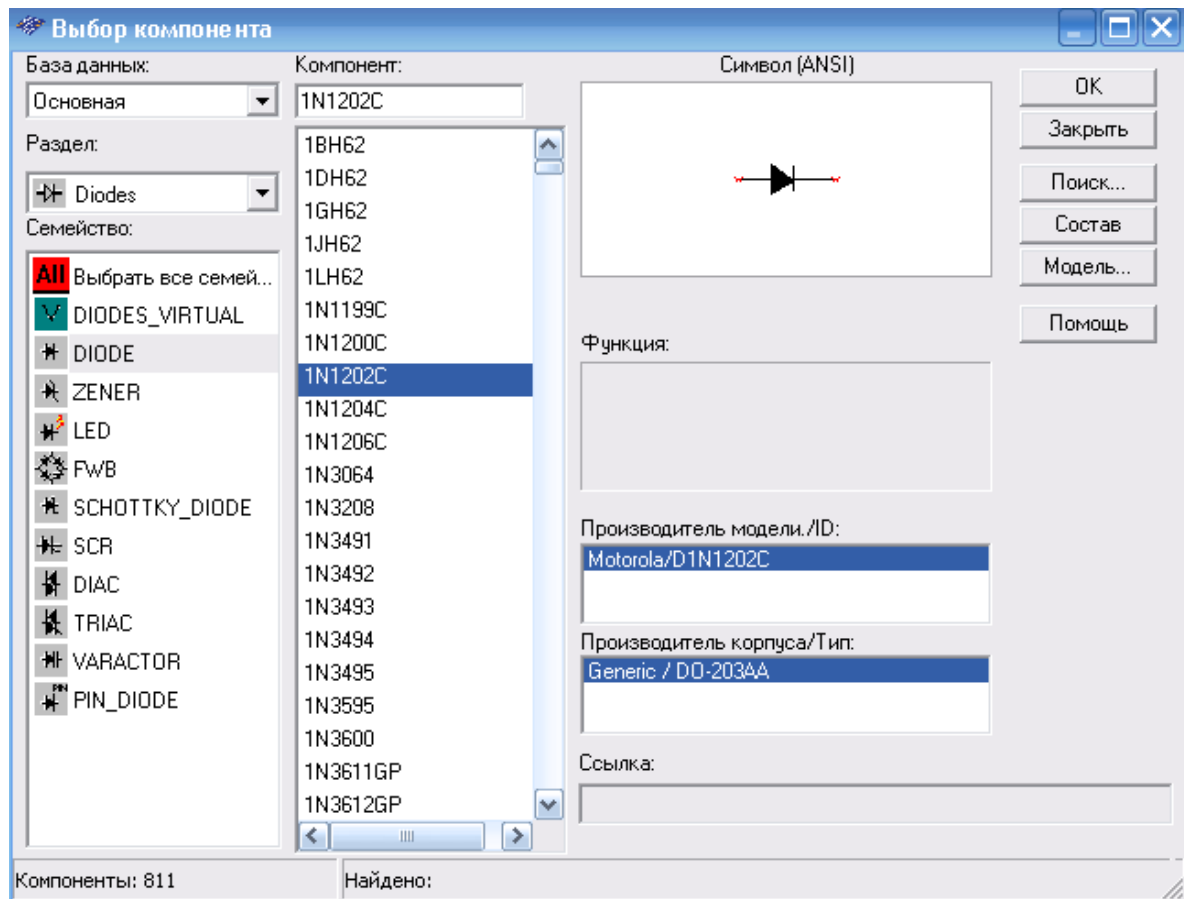 Выбор компонента
База данных:
Основная
Раздел:
Diodes
Семейство:
All Выбрать все семей...
DIODES_VIRTUAL
DIODE
ZENER
LED
FWB
SCHOTTKY_DIODE
SCR
DIAC
TRIAC
VARACTOR
PIN PIN_DIODE
Компонент:
1N1202C
1BH62
1DH62
1GH62
1JH62
1LH62
1N1199C
1N1200C
1N1202C
1N1204C
1N1206C
1N3064
1N3208
1N3491
1N3492
1N3493
1N3494
1N3495
1N3595
1N3600
1N3611GP
1N3612GP
Символ (ANSI)
Функция:
Производитель модели./ID:
Motorola/D1N1202C
Производитель корпуса/Тип:
Generic / DO-203AA
Ссылка:
OK
Закрыть
Поиск...
Состав
Модель...
Помощь
Компоненты: 811
Найдено: